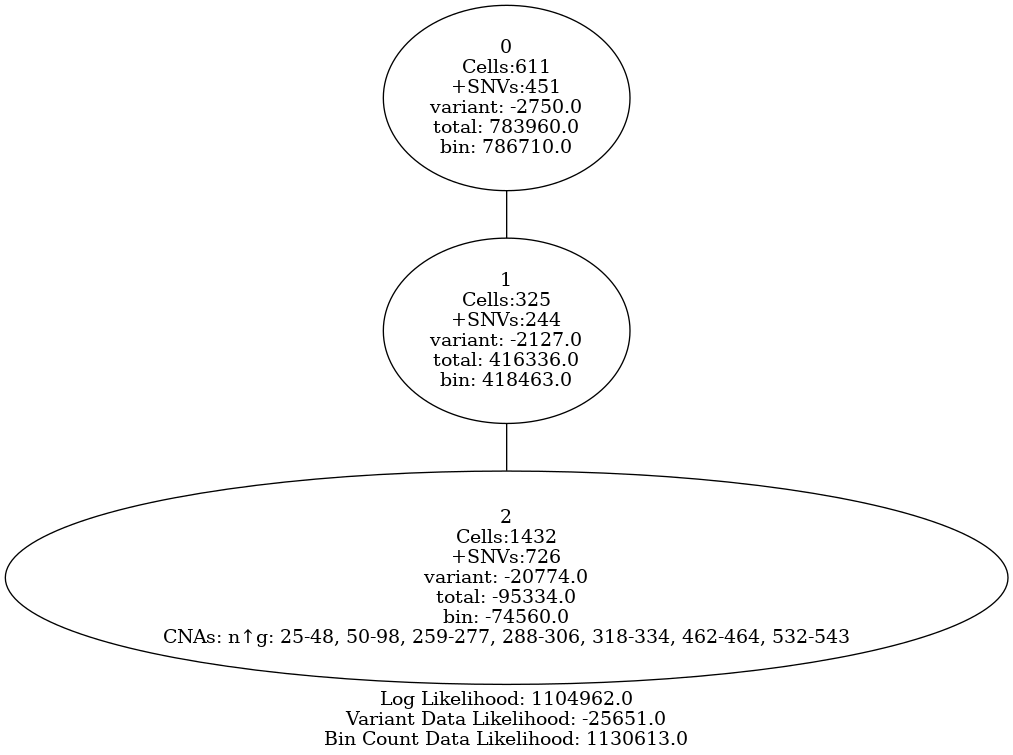 0
Cells:611
+SNVs:451
variant: -2750.0
total: 783960.0
bin: 786710.0
1
Cells:325
+SNVs:244
variant: -2127.0
total: 416336.0
bin: 418463.0
2
Cells:1432
+SNVs:726
variant: -20774.0
total: -95334.0
bin: -74560.0
CNAs: n↑g: 25-48, 50-98, 259-277, 288-306, 318-334, 462-464, 532-543
Log Likelihood: 1104962.0
Variant Data Likelihood: -25651.0
Bin Count Data Likelihood: 1130613.0